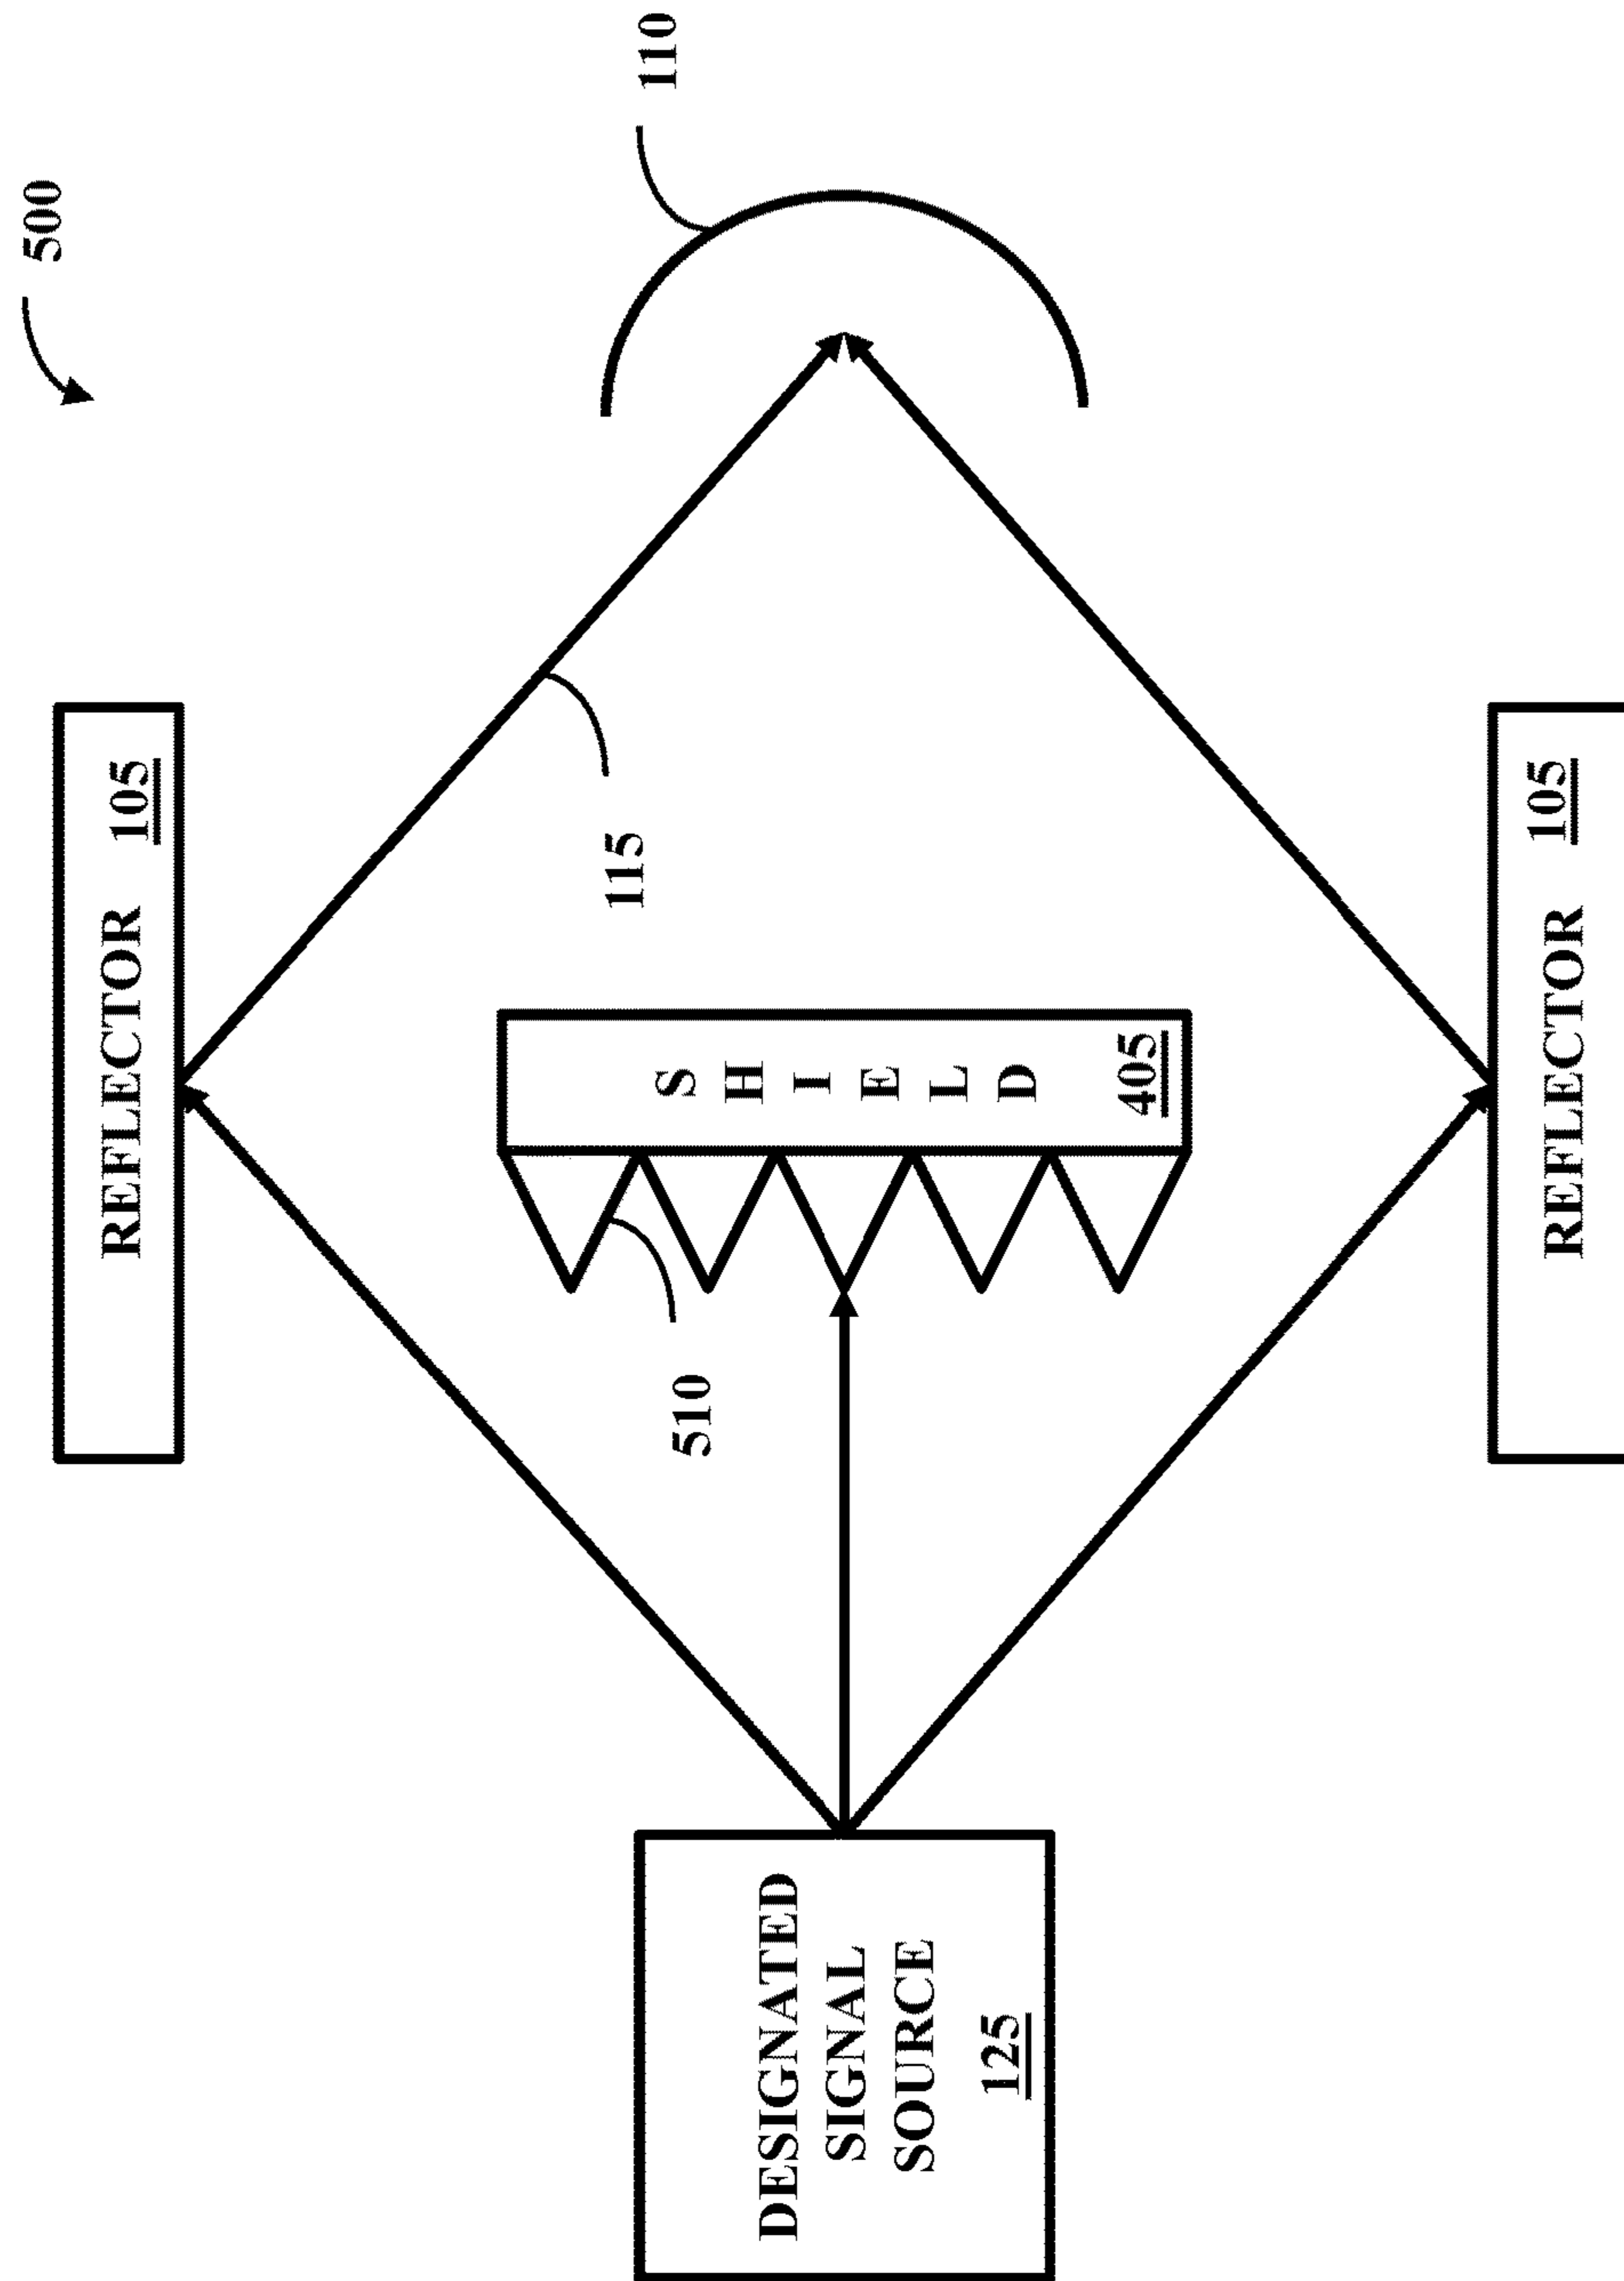 500
REFLECTOR 105
110
115
S
H
I
E
L
D
405
510
DESIGNATED
SIGNAL
SOURCE
125
REFLECTOR 105